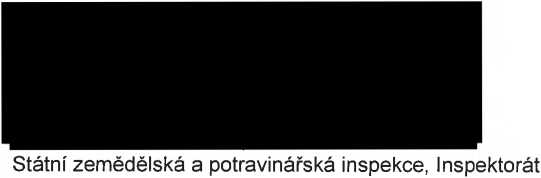 Státní zemědělská a potravinářská inspekce, Inspektorát